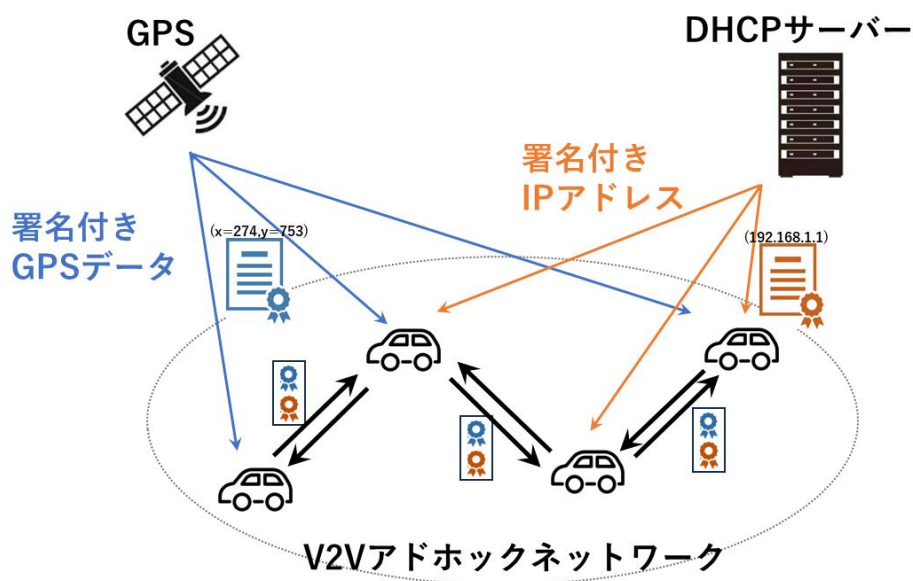 GPS
DHCPサーバー
署名付き
IPアドレス
署名付き
GPSデータ
(x=274,y=753)
(192.168.1.1)
V2Vアドホックネットワーク